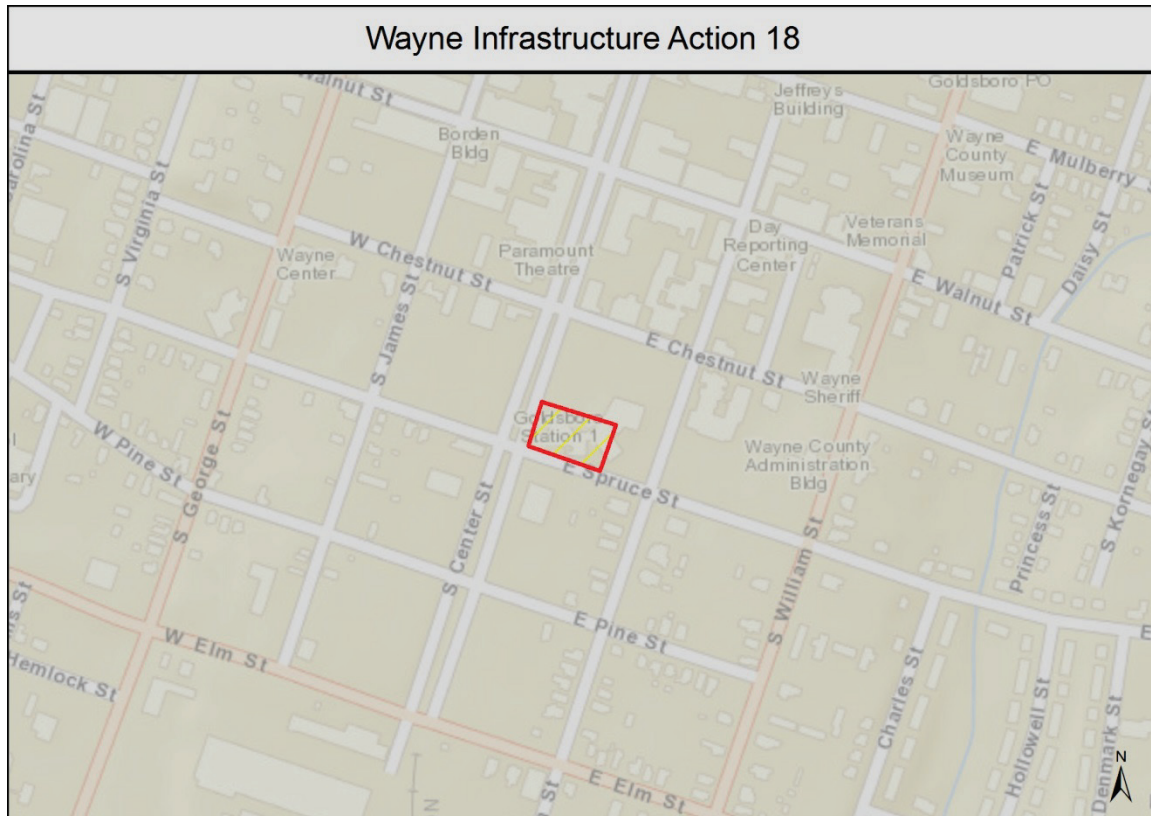 Wayne Infrastructure Action 18
Walnut St
Goldsboro PO
Jeffreys
Building
Borden
Bldg
Wayne
County
Museum
E Mulberry
S Virginia St
Patrick St
Daisy St
Day
Reporting
Center
Veterans
Memorial
Wayne
Center
W Chestnut St
Paramount
Theatre
E Walnut St
S James St
E Chestnut St
Wayne
Sheriff
Goldsboro
Station 1
S Kornegay St
W Pine St
S George St
Wayne County
Administration
Bldg
E Spruce St
S Center St
Princess St
S William St
E Pine St
W Elm St
Hemlock St
Charles St
Hollowell St
Denmark St
E Elm St
St
N
N